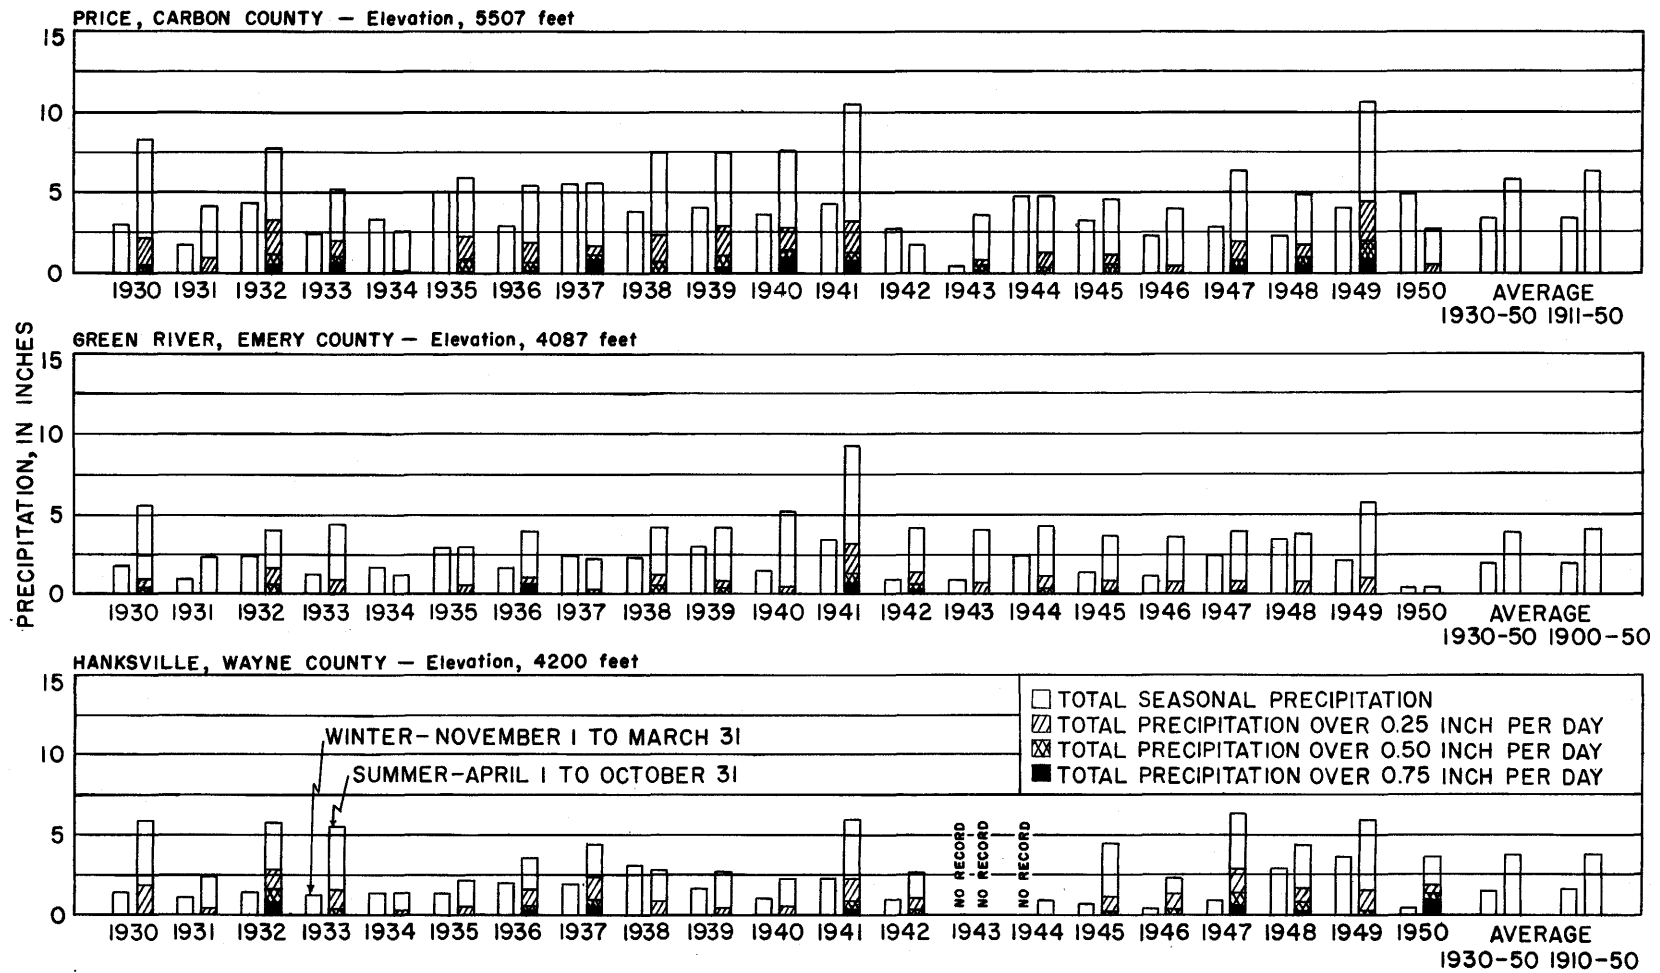 PRICE, CARBON COUNTY — Elevation, 5507 feet
15
10
5
0
1930 1931 1932 1933 1934 1935 1936 1937 1938 1939 1940 1941 1942 1943 1944 1945 1946 1947 1948 1949 1950 AVERAGE
1930-50 1911-50
PRECIPITATION, IN INCHES
GREEN RIVER, EMERY COUNTY — Elevation, 4087 feet
15
10
5
0
1930 1931 1932 1933 1934 1935 1936 1937 1938 1939 1940 1941 1942 1943 1944 1945 1946 1947 1948 1949 1950 AVERAGE
1930-50 1900-50
HANKSVILLE, WAYNE COUNTY — Elevation, 4200 feet
15
10
5
0
WINTER-NOVEMBER 1 TO MARCH 31
SUMMER-APRIL 1 TO OCTOBER 31
TOTAL SEASONAL PRECIPITATION
TOTAL PRECIPITATION OVER 0.25 INCH PER DAY
TOTAL PRECIPITATION OVER 0.50 INCH PER DAY
TOTAL PRECIPITATION OVER 0.75 INCH PER DAY
NO RECORD
NO RECORD
NO RECORD
1930 1931 1932 1933 1934 1935 1936 1937 1938 1939 1940 1941 1942 1943 1944 1945 1946 1947 1948 1949 1950 AVERAGE
1930-50 1910-50